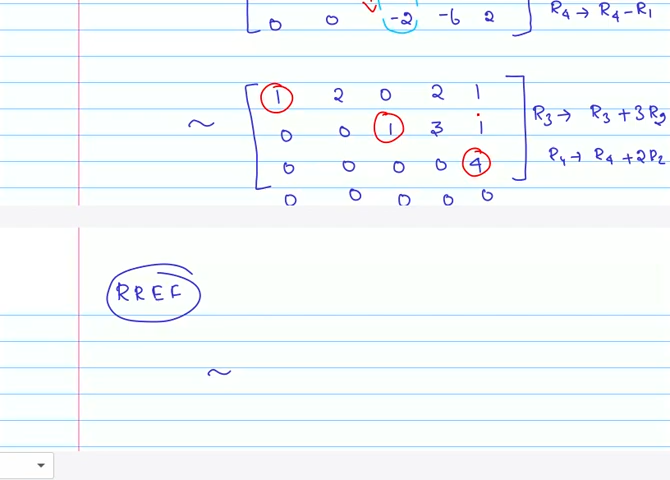 0 0 -2 -6 2 R4 → R4 - R1
~ 1 2 0 2 1
0 0 1 3 1 R3 → R3 + 3R2
0 0 0 0 4 R4 → R4 + 2R2
0 0 0 0 0
RREF
~